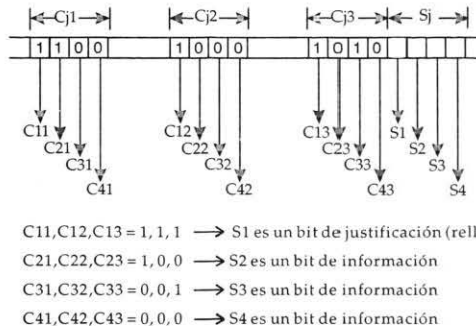 Cj1 Cj2 Cj3 Sj
1 1 0 0 1 0 0 0 1 0 1 0
C11 C12 C13 S1
C21 C22 C23 S2
C31 C32 C33 S3
C41 C42 C43 S4
C11,C12,C13 = 1, 1, 1 → S1 es un bit de justificación (rell
C21,C22,C23 = 1, 0, 0 → S2 es un bit de información
C31,C32,C33 = 0, 0, 1 → S3 es un bit de información
C41,C42,C43 = 0, 0, 0 → S4 es un bit de información